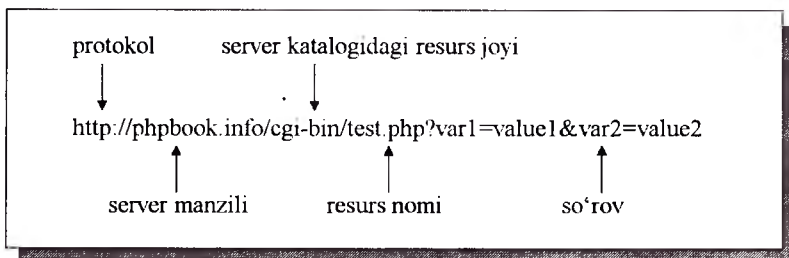 protokol server katalogidagi resurs joyi
http://phpbook.info/cgi-bin/test.php?var1=value1&var2=value2
server manzili resurs nomi so‘rov